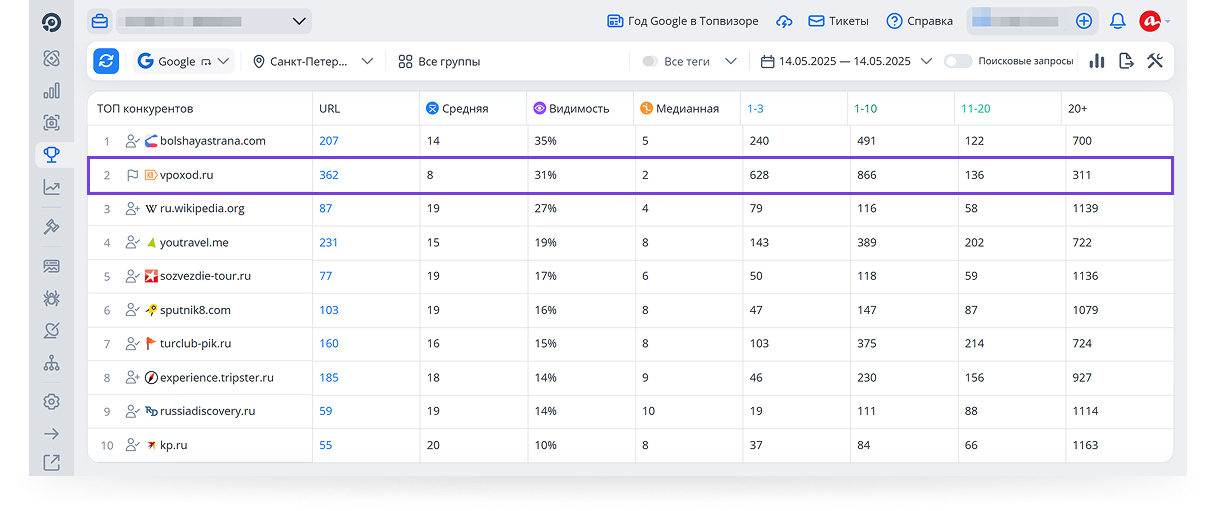 Год Google в Топвизоре Тикеты Справка
Google Санкт-Петер... Все группы Все теги 14.05.2025 — 14.05.2025 Поисковые запросы
ТОП конкурентов URL Средняя Видимость Медианная 1-3 1-10 11-20 20+
1 bolshayastrana.com 207 14 35% 5 240 491 122 700
2 vpoxod.ru 362 8 31% 2 628 866 136 311
3 W ru.wikipedia.org 87 19 27% 4 79 116 58 1139
4 youtravel.me 231 15 19% 8 143 389 202 722
5 sozvezdie-tour.ru 77 19 17% 6 50 118 59 1136
6 sputnik8.com 103 19 16% 8 47 147 87 1079
7 turclub-pik.ru 160 16 15% 8 103 375 214 724
8 experience.tripster.ru 185 18 14% 9 46 230 156 927
9 RD russiadiscovery.ru 59 19 14% 10 19 111 88 1114
10 kp.ru 55 20 10% 8 37 84 66 1163